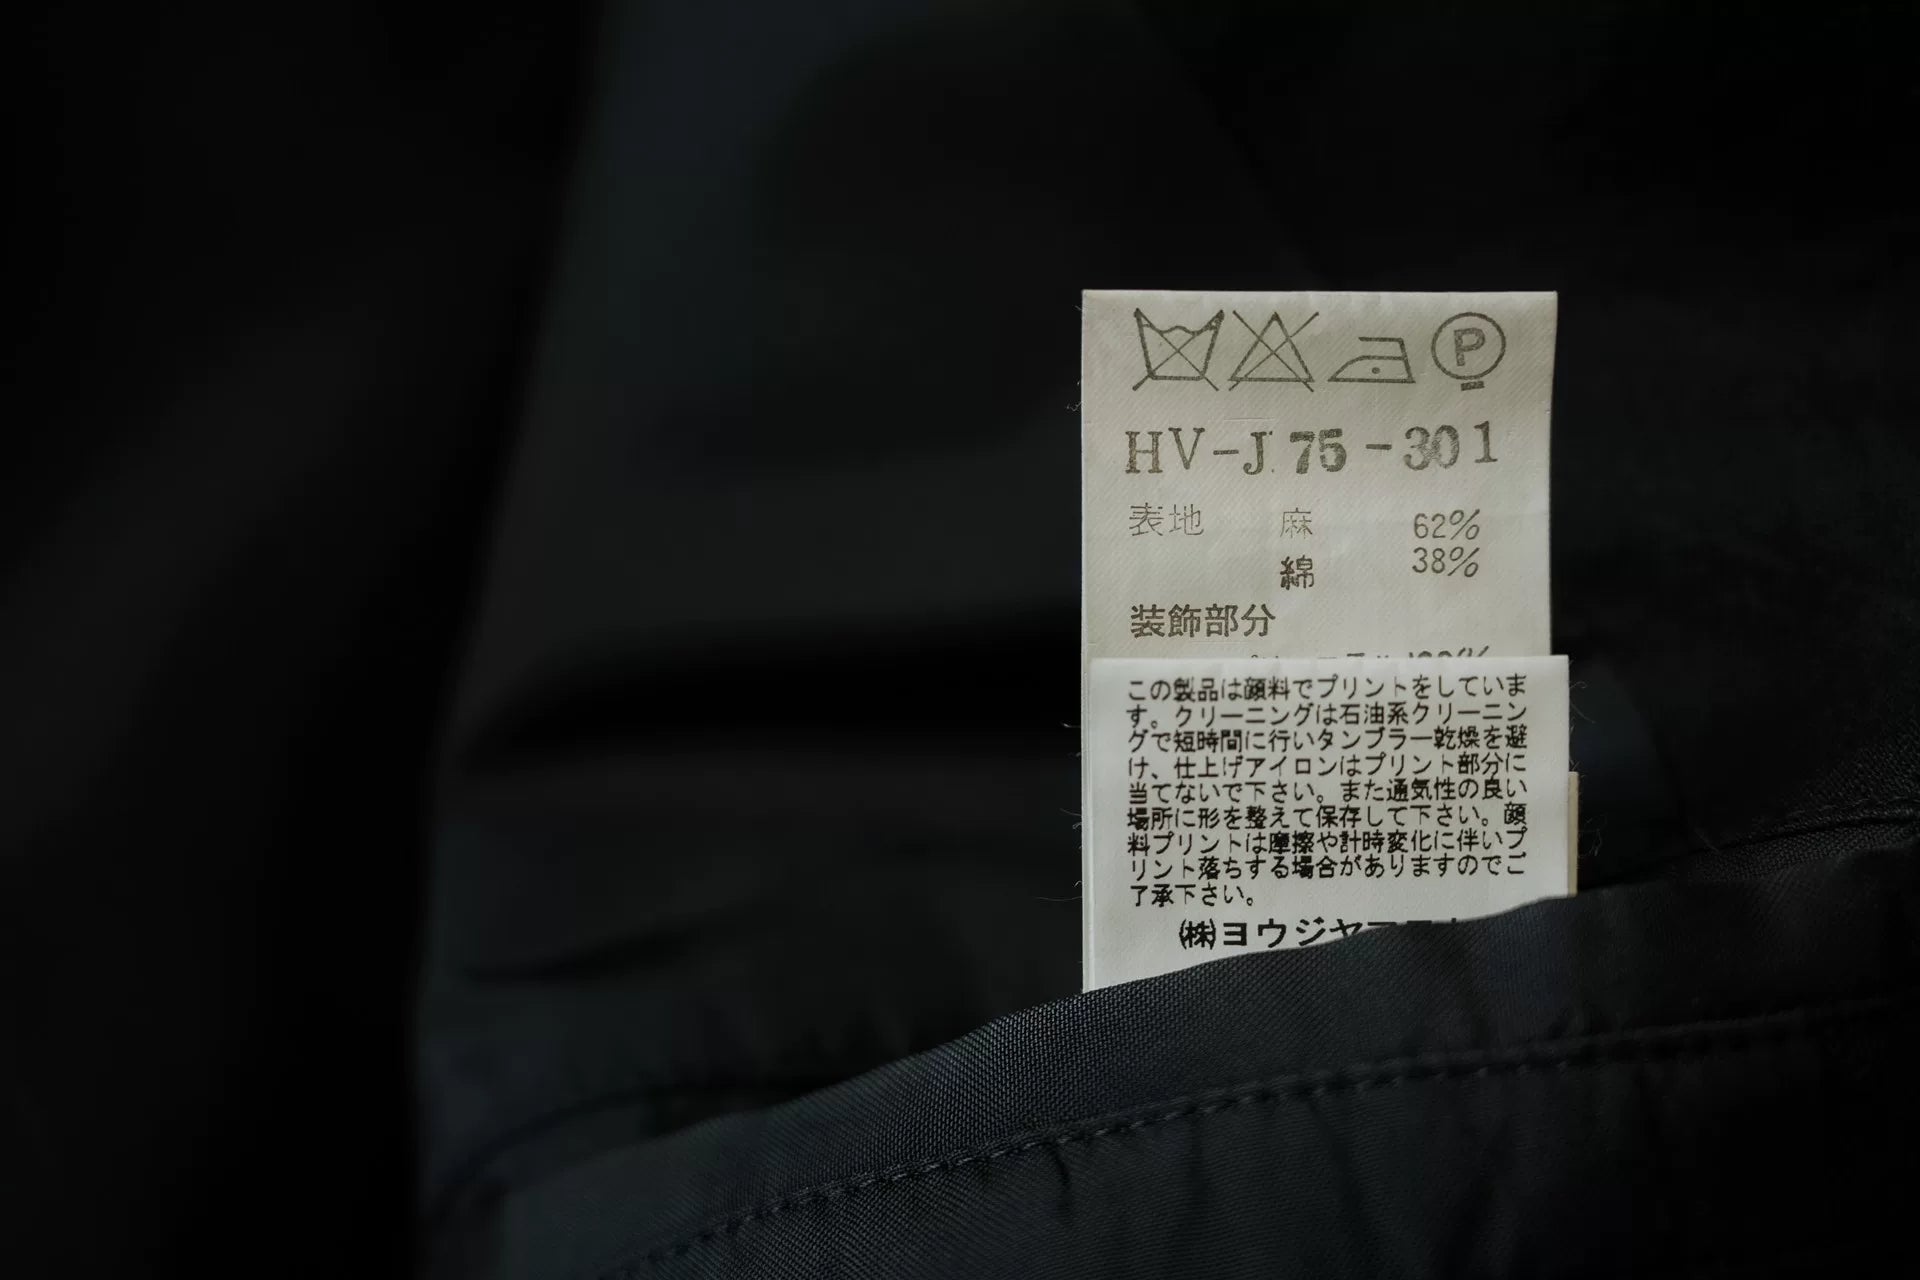 P
HV-J 75-301
表地 麻 62%
綿 38%
装飾部分
この製品は顔料でプリントをしていま
す。クリーニングは石油系クリーニン
グで短時間に行いタンブラー乾燥を避
け、仕上げアイロンはプリント部分に
当てないで下さい。また通気性の良い
場所に形を整えて保存して下さい。顔
料プリントは摩擦や計時変化に伴いプ
リント落ちする場合がありますのでご
了承下さい。
㈱ヨウジヤ